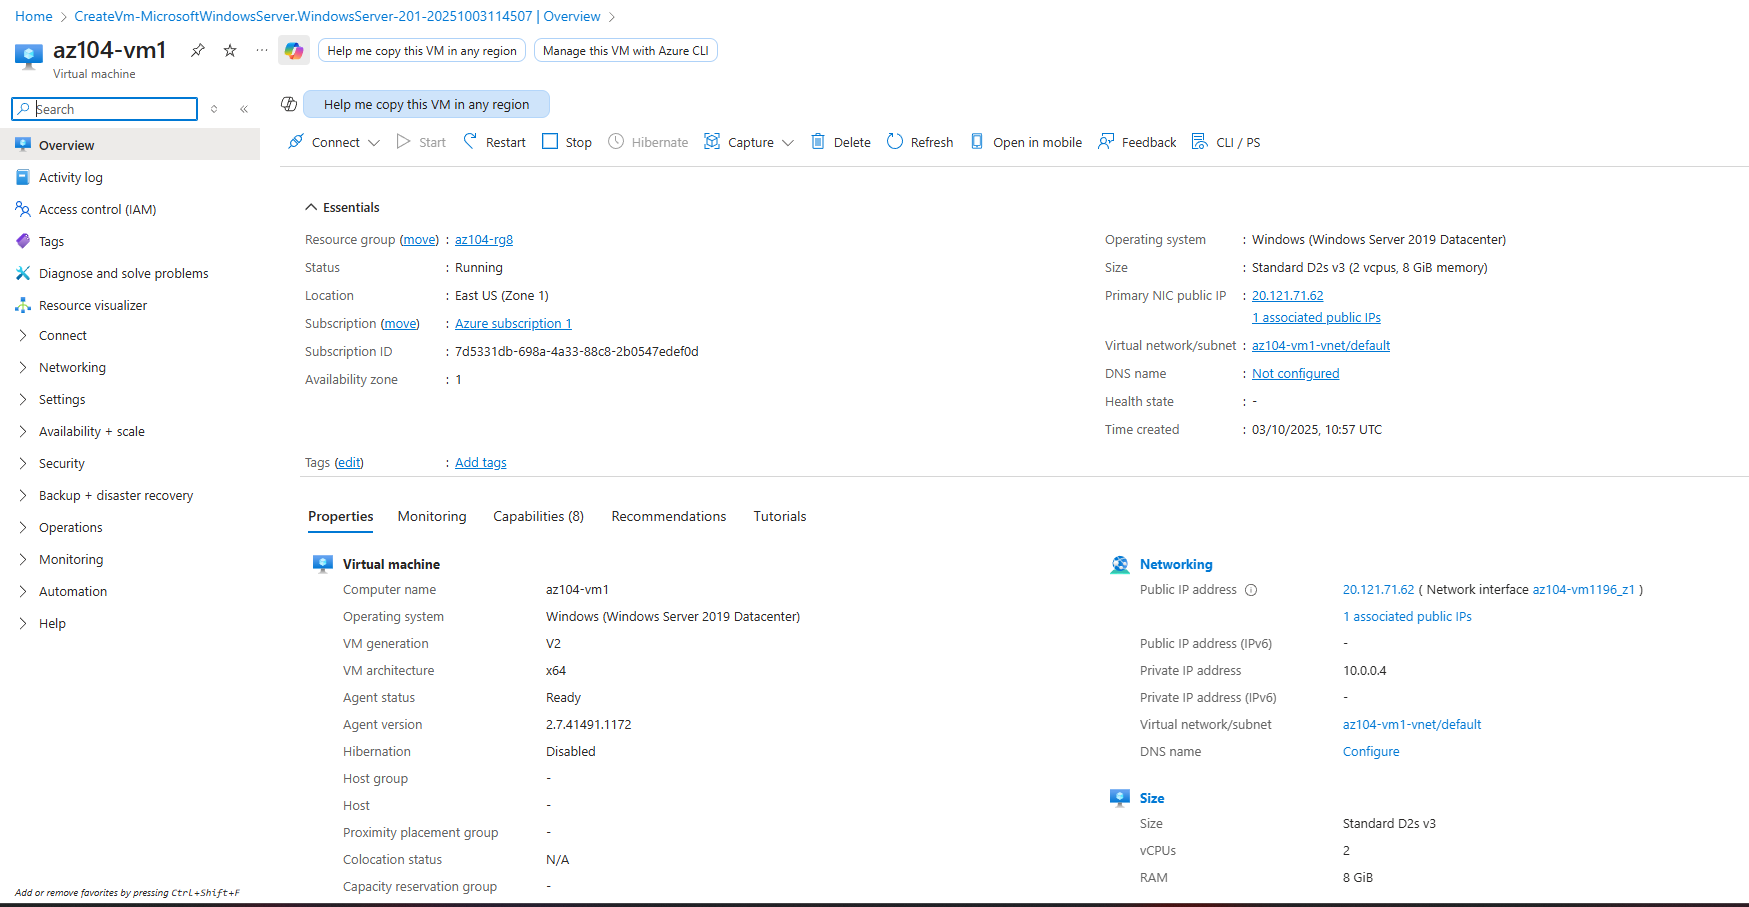 Home > CreateVm-MicrosoftWindowsServer.WindowsServer-201-20251003114507 | Overview >
az104-vm1
Virtual machine
Help me copy this VM in any region
Manage this VM with Azure CLI
Search
Help me copy this VM in any region
Connect Start Restart Stop Hibernate Capture Delete Refresh Open in mobile Feedback CLI / PS
Overview
Activity log
Access control (IAM)
Tags
Diagnose and solve problems
Resource visualizer
Connect
Networking
Settings
Availability + scale
Security
Backup + disaster recovery
Operations
Monitoring
Automation
Help
Add or remove favorites by pressing Ctrl+Shift+F
Essentials
Resource group (move) : az104-rg8
Status : Running
Location : East US (Zone 1)
Subscription (move) : Azure subscription 1
Subscription ID : 7d5331db-698a-4a33-88c8-2b0547edef0d
Availability zone : 1
Operating system : Windows (Windows Server 2019 Datacenter)
Size : Standard D2s v3 (2 vcpus, 8 GiB memory)
Primary NIC public IP : 20.121.71.62
1 associated public IPs
Virtual network/subnet : az104-vm1-vnet/default
DNS name : Not configured
Health state : -
Time created : 03/10/2025, 10:57 UTC
Tags (edit) : Add tags
Properties Monitoring Capabilities (8) Recommendations Tutorials
Virtual machine
Computer name az104-vm1
Operating system Windows (Windows Server 2019 Datacenter)
VM generation V2
VM architecture x64
Agent status Ready
Agent version 2.7.41491.1172
Hibernation Disabled
Host group -
Host -
Proximity placement group -
Colocation status N/A
Capacity reservation group -
Networking
Public IP address 20.121.71.62 ( Network interface az104-vm1196_z1 )
1 associated public IPs
Public IP address (IPv6) -
Private IP address 10.0.0.4
Private IP address (IPv6) -
Virtual network/subnet az104-vm1-vnet/default
DNS name Configure
Size
Size Standard D2s v3
vCPUs 2
RAM 8 GiB